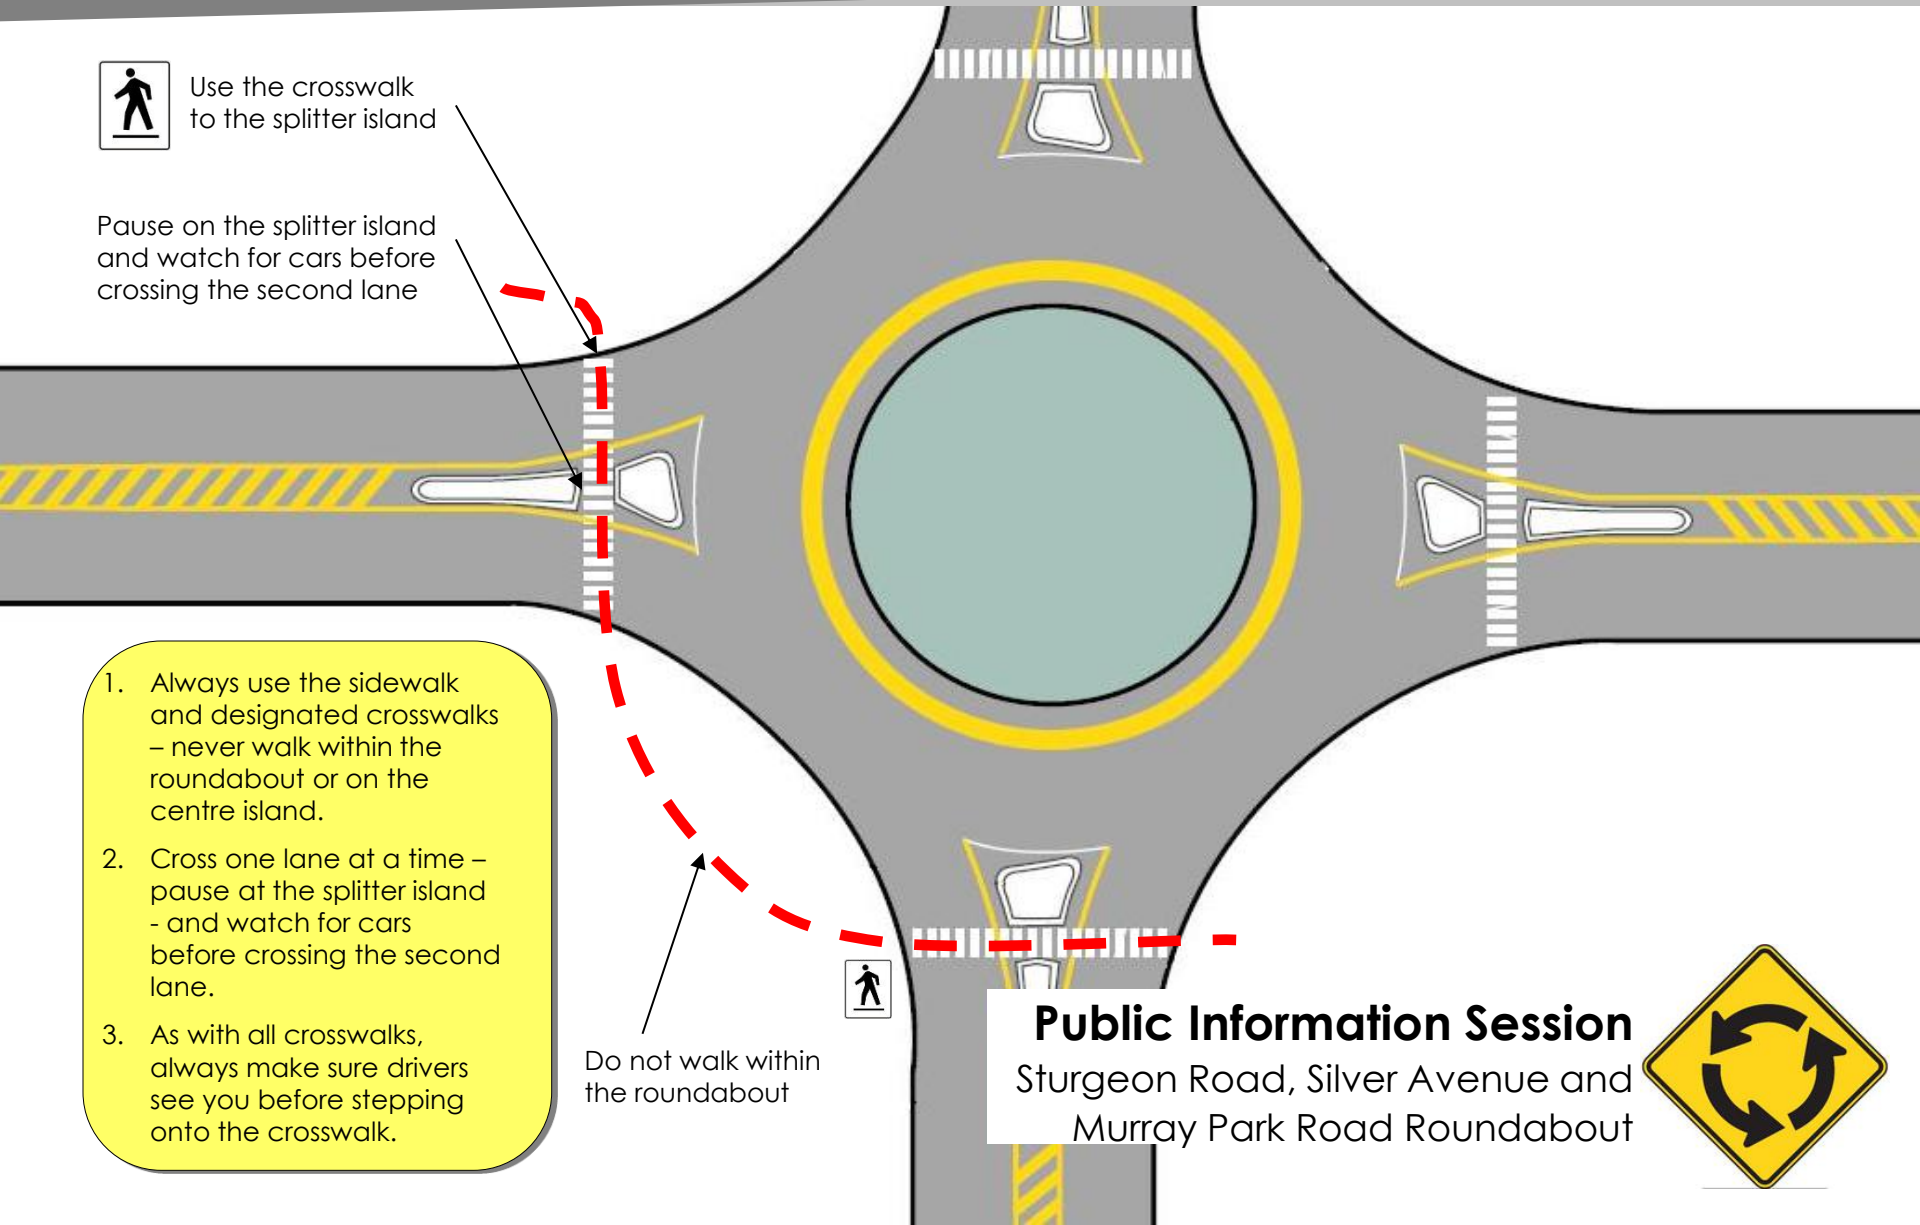 Use the crosswalk
to the splitter island
Pause on the splitter island
and watch for cars before
crossing the second lane
1. Always use the sidewalk
and designated crosswalks
– never walk within the
roundabout or on the
centre island.
2. Cross one lane at a time –
pause at the splitter island
- and watch for cars
before crossing the second
lane.
3. As with all crosswalks,
always make sure drivers
see you before stepping
onto the crosswalk.
Do not walk within
the roundabout
Public Information Session
Sturgeon Road, Silver Avenue and
Murray Park Road Roundabout